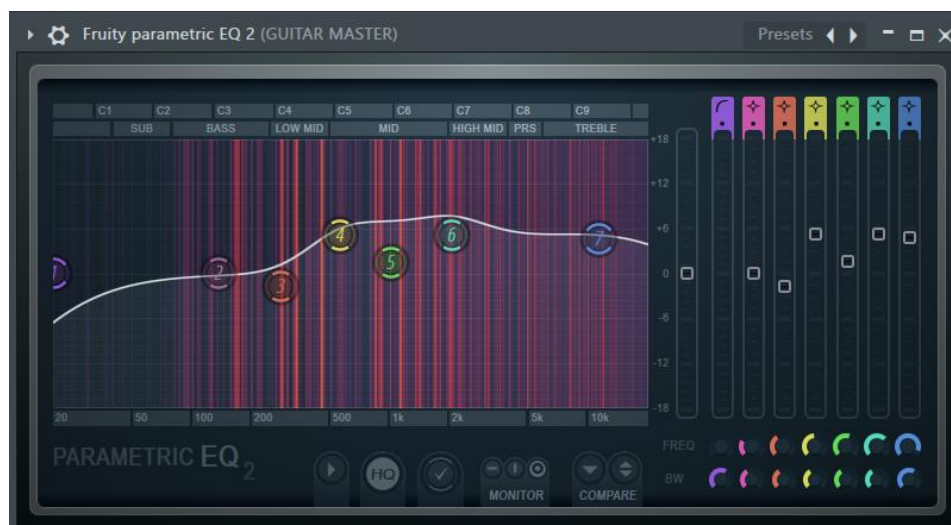 Fruity parametric EQ 2 (GUITAR MASTER) Presets
C1 C2 C3 C4 C5 C6 C7 C8 C9
SUB BASS LOW MID MID HIGH MID PRS TREBLE
+18
+12
+6
0
-6
-12
-18
1 2 3 4 5 6 7
20 50 100 200 500 1k 2k 5k 10k
FREQ
PARAMETRIC EQ 2
HQ
BW
MONITOR COMPARE